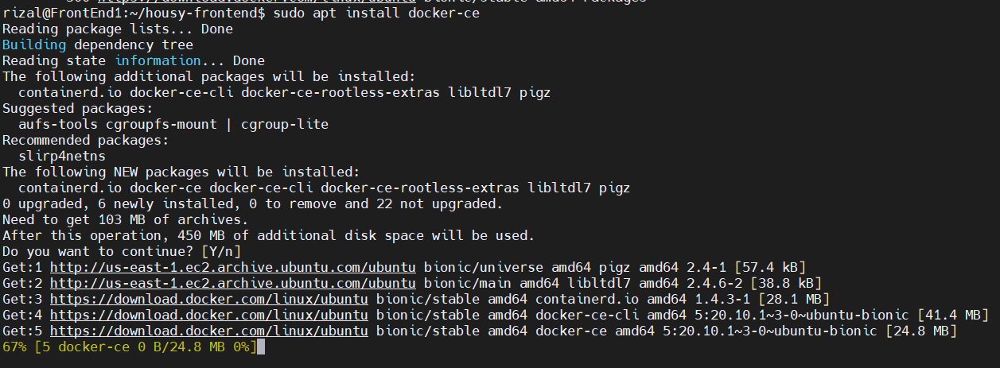 500 https://download.docker.com/linux/ubuntu bionic/stable amd64 Packages
rizal@FrontEnd1:~/housy-frontend$ sudo apt install docker-ce
Reading package lists... Done
Building dependency tree
Reading state information... Done
The following additional packages will be installed:
  containerd.io docker-ce-cli docker-ce-rootless-extras libltdl7 pigz
Suggested packages:
  aufs-tools cgroupfs-mount | cgroup-lite
Recommended packages:
  slirp4netns
The following NEW packages will be installed:
  containerd.io docker-ce docker-ce-cli docker-ce-rootless-extras libltdl7 pigz
0 upgraded, 6 newly installed, 0 to remove and 22 not upgraded.
Need to get 103 MB of archives.
After this operation, 450 MB of additional disk space will be used.
Do you want to continue? [Y/n]
Get:1 http://us-east-1.ec2.archive.ubuntu.com/ubuntu bionic/universe amd64 pigz amd64 2.4-1 [57.4 kB]
Get:2 http://us-east-1.ec2.archive.ubuntu.com/ubuntu bionic/main amd64 libltdl7 amd64 2.4.6-2 [38.8 kB]
Get:3 https://download.docker.com/linux/ubuntu bionic/stable amd64 containerd.io amd64 1.4.3-1 [28.1 MB]
Get:4 https://download.docker.com/linux/ubuntu bionic/stable amd64 docker-ce-cli amd64 5:20.10.1~3-0~ubuntu-bionic [41.4 MB]
Get:5 https://download.docker.com/linux/ubuntu bionic/stable amd64 docker-ce amd64 5:20.10.1~3-0~ubuntu-bionic [24.8 MB]
67% [5 docker-ce 0 B/24.8 MB 0%]